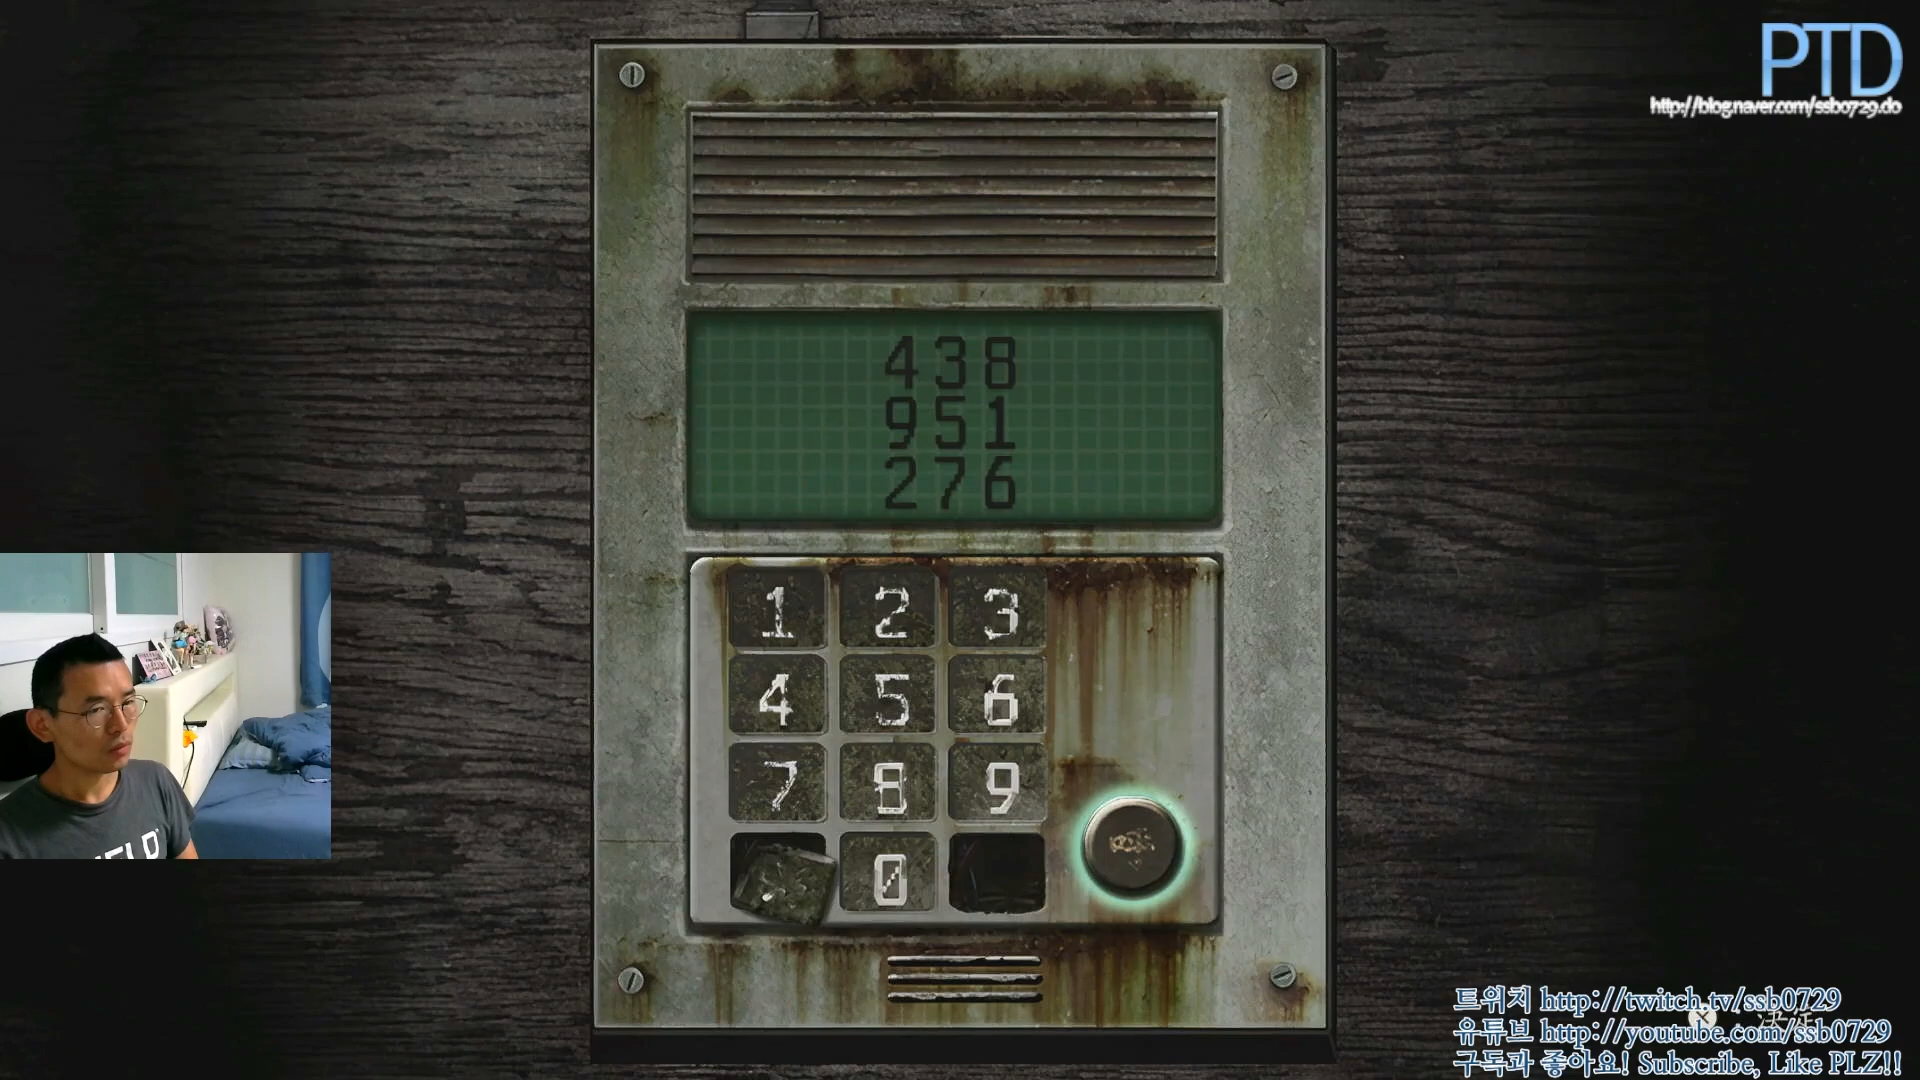 PTD
http://blog.naver.com/ssb0729.do
438
951
276
1 2 3
4 5 6
7 8 9
0
트위치 http://twitch.tv/ssb0729
유튜브 http://youtube.com/ssb0729
구독과 좋아요! Subscribe, Like PLZ!!